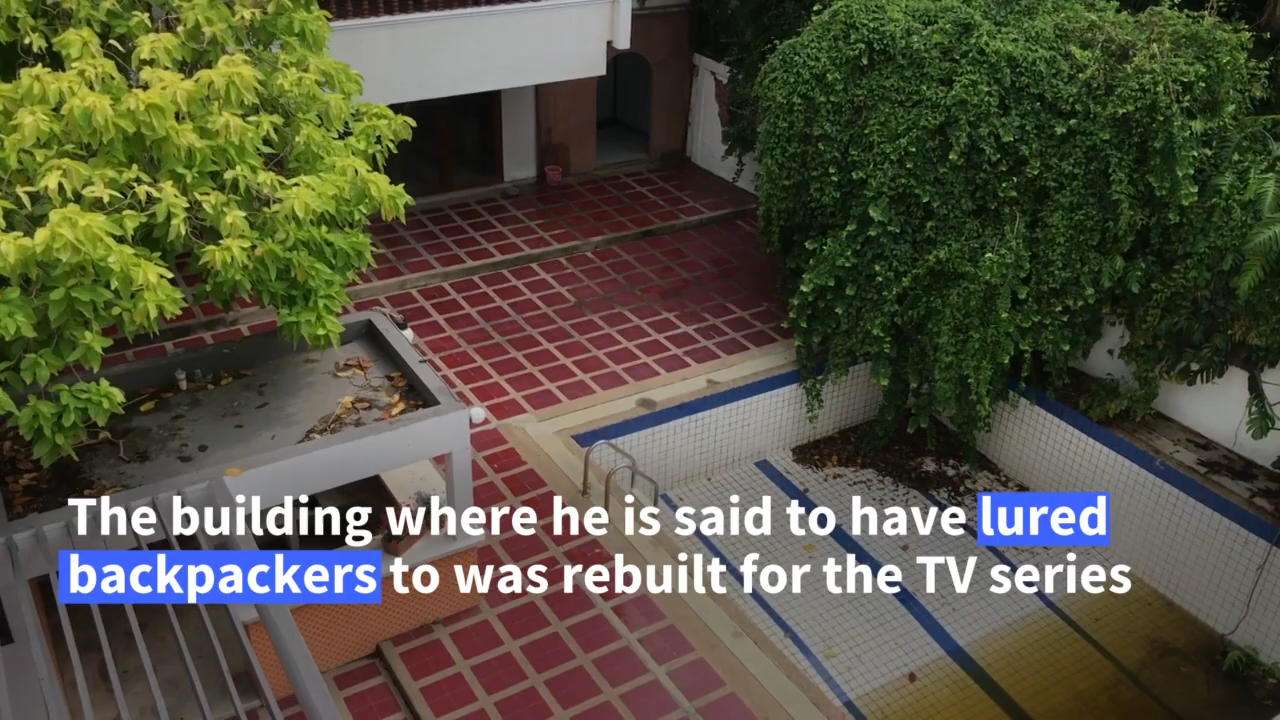 The building where he is said to have lured
backpackers to was rebuilt for the TV series